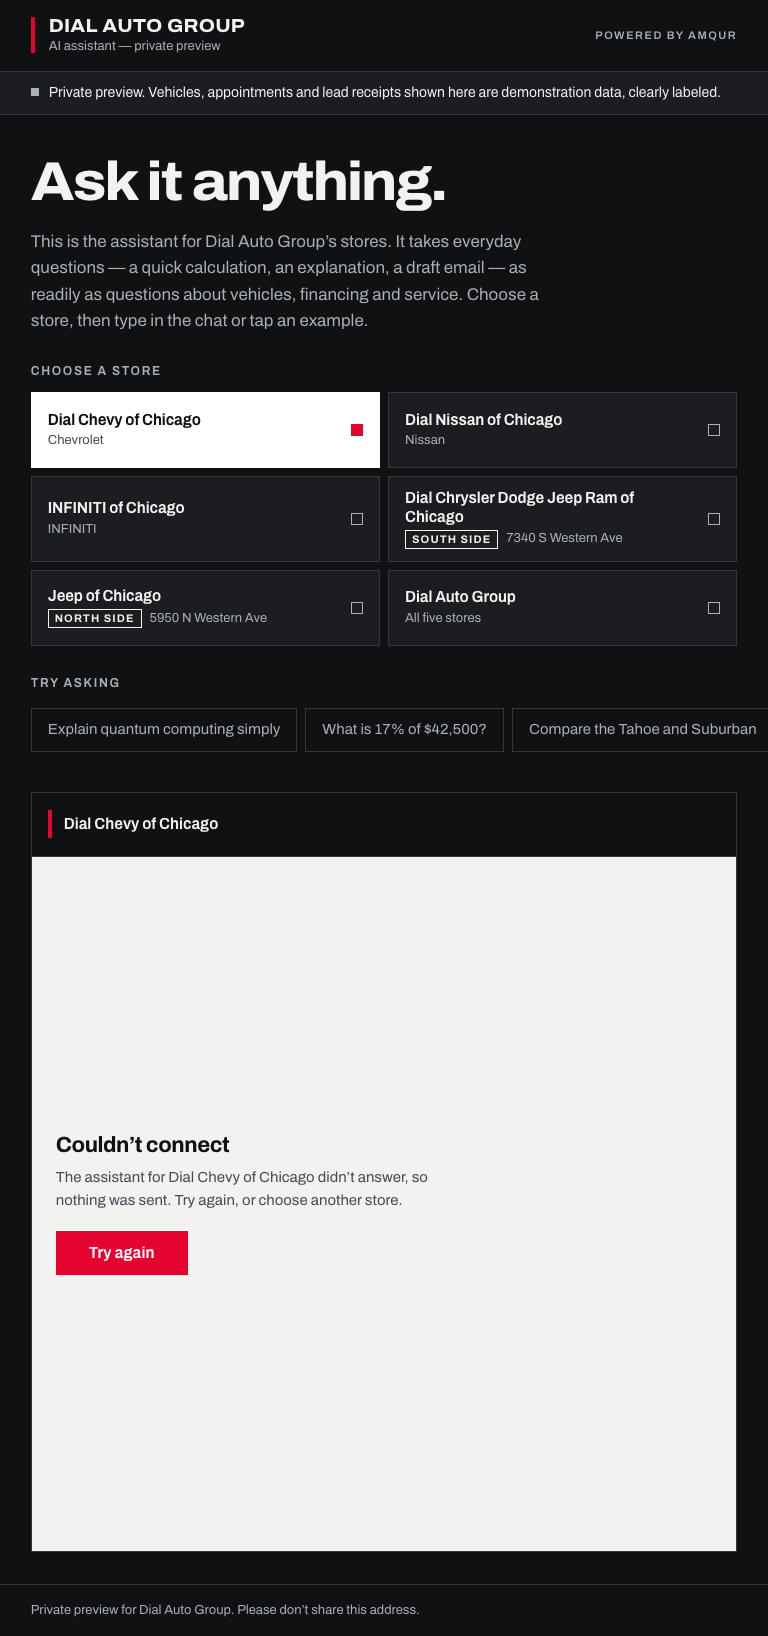 DIAL AUTO GROUP
AI assistant — private preview
POWERED BY AMQUR
Private preview. Vehicles, appointments and lead receipts shown here are demonstration data, clearly labeled.
Ask it anything.
This is the assistant for Dial Auto Group’s stores. It takes everyday
questions — a quick calculation, an explanation, a draft email — as
readily as questions about vehicles, financing and service. Choose a
store, then type in the chat or tap an example.
CHOOSE A STORE
Dial Chevy of Chicago
Chevrolet
Dial Nissan of Chicago
Nissan
INFINITI of Chicago
INFINITI
Dial Chrysler Dodge Jeep Ram of
Chicago
SOUTH SIDE 7340 S Western Ave
Jeep of Chicago
NORTH SIDE 5950 N Western Ave
Dial Auto Group
All five stores
TRY ASKING
Explain quantum computing simply
What is 17% of $42,500?
Compare the Tahoe and Suburban
Dial Chevy of Chicago
Couldn’t connect
The assistant for Dial Chevy of Chicago didn’t answer, so
nothing was sent. Try again, or choose another store.
Try again
Private preview for Dial Auto Group. Please don’t share this address.